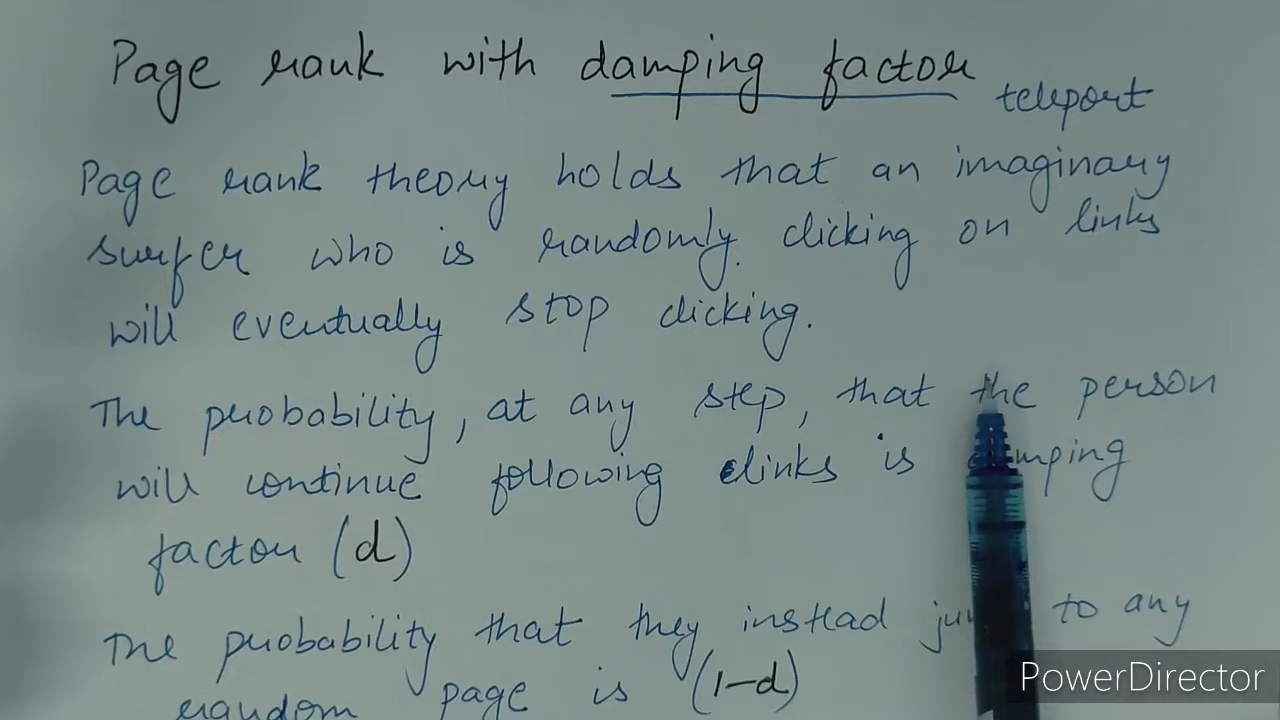 Page rank with damping factor
teleport
Page rank theory holds that an imaginary
surfer who is randomly clicking on links
will eventually stop clicking.
The probability, at any step, that the person
will continue following links is damping
factor (d)
The probability that they instead to any
random page is (1-d)
PowerDirector